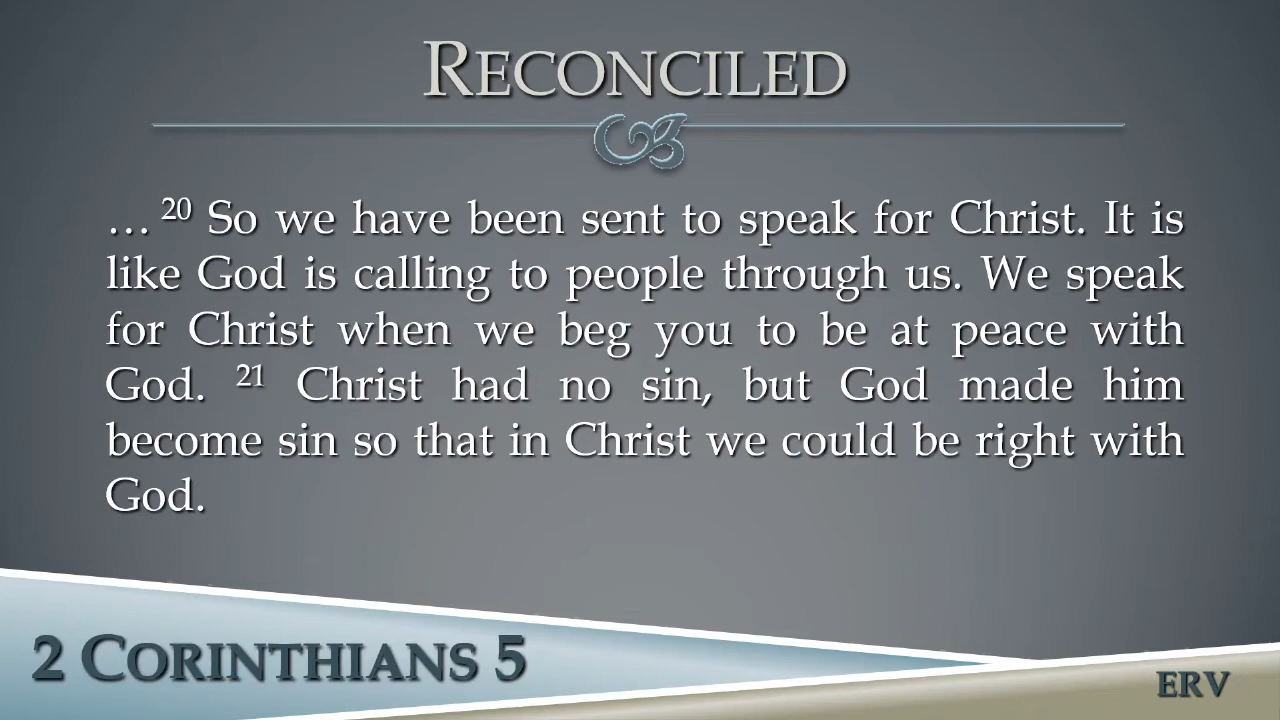 RECONCILED
…20 So we have been sent to speak for Christ. It is
like God is calling to people through us. We speak
for Christ when we beg you to be at peace with
God. 21 Christ had no sin, but God made him
become sin so that in Christ we could be right with
God.
2 CORINTHIANS 5
ERV